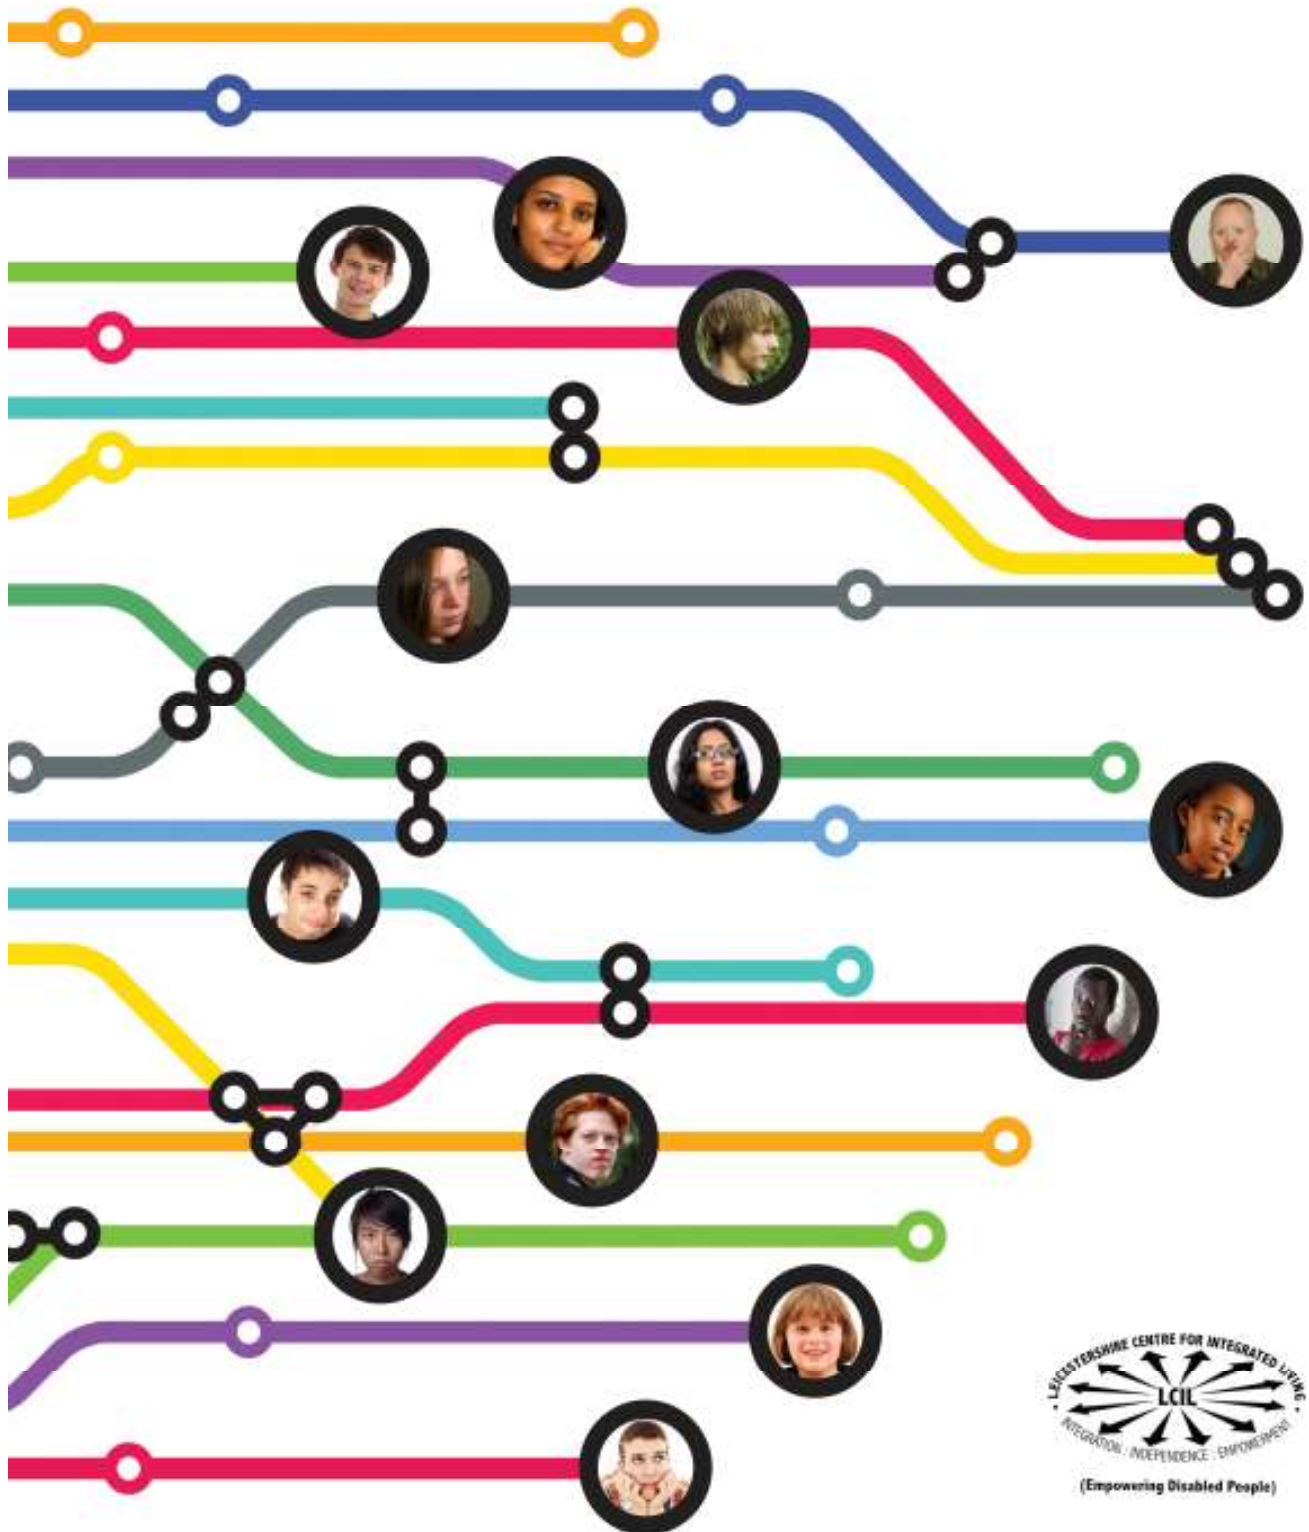 · LEICESTERSHIRE CENTRE FOR INTEGRATED LIVING ·
LCIL
INTEGRATION : INDEPENDENCE : EMPOWERMENT
(Empowering Disabled People)